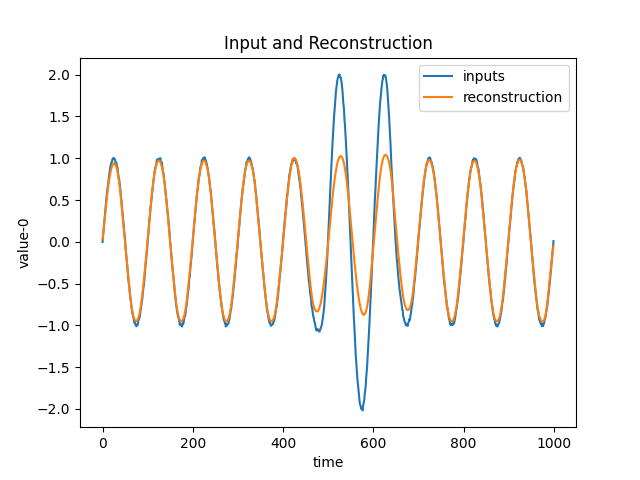 Input and Reconstruction
inputs
reconstruction
2.0
1.5
1.0
0.5
0.0
−0.5
−1.0
−1.5
−2.0
value-0
0 200 400 600 800 1000
time